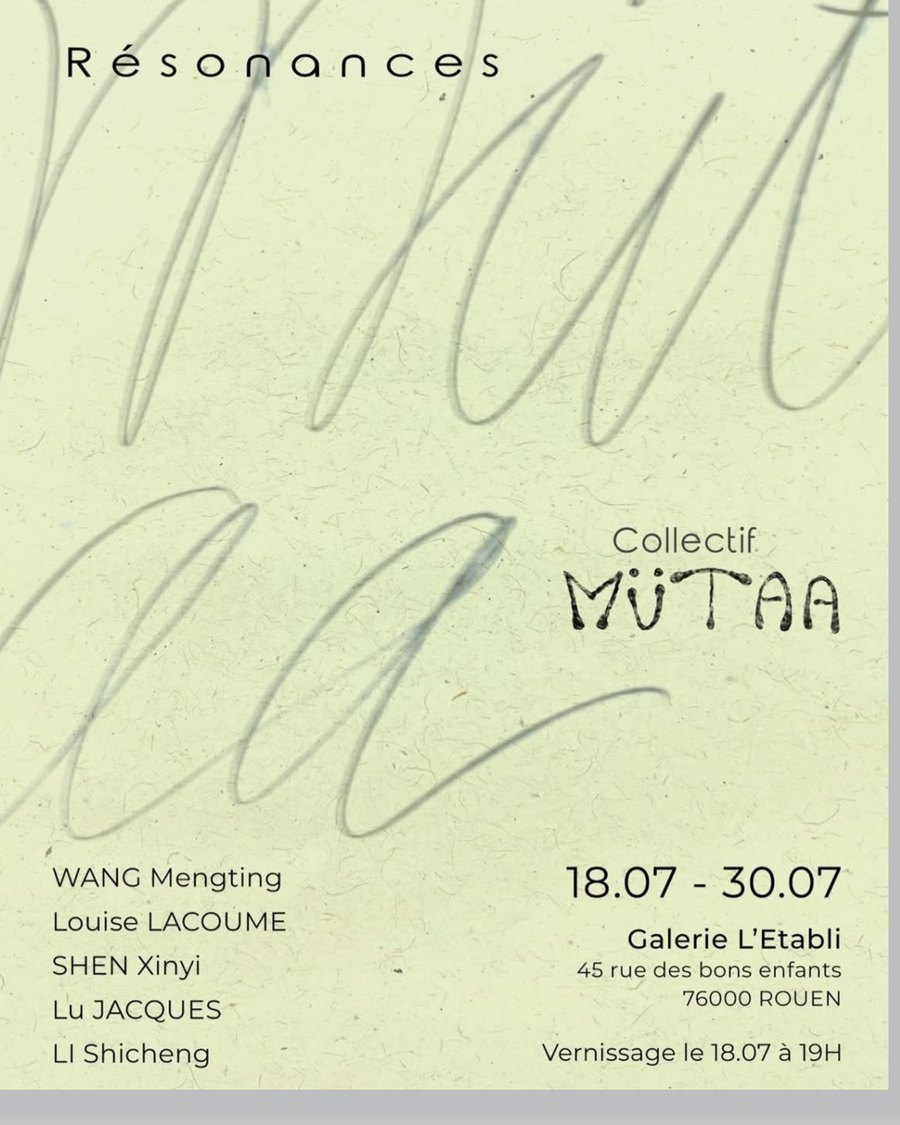 Résonances
Collectif
MüTAA
WANG Mengting
Louise LACOUME
SHEN Xinyi
Lu JACQUES
LI Shicheng
18.07 - 30.07
Galerie L'Etabli
45 rue des bons enfants
76000 ROUEN
Vernissage le 18.07 à 19H